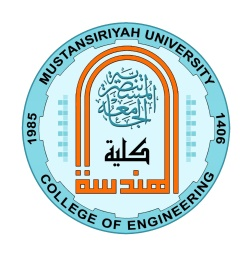 MUSTANSIRIYAH UNIVERSITY
1985
1406
الجامعة
المستنصرية
كلية
الهندسة
COLLEGE OF ENGINEERING